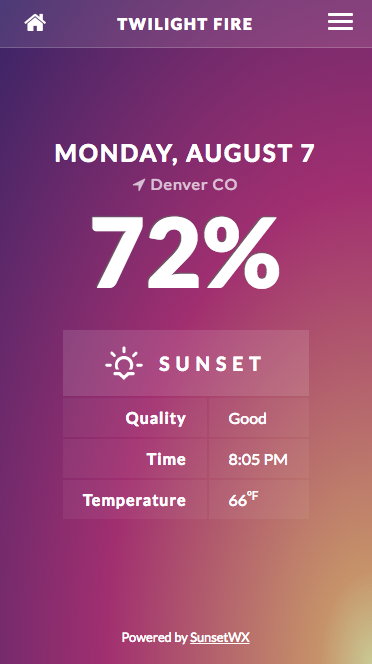 TWILIGHT FIRE
MONDAY, AUGUST 7
Denver CO
72%
SUNSET
Quality Good
Time 8:05 PM
Temperature 66°F
Powered by SunsetWX